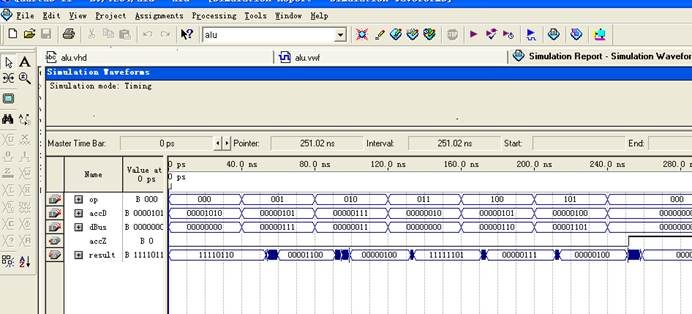 File Edit View Project Assignments Processing Tools Window Help
alu
alu.vhd alu.vwf Simulation Report - Simulation Wavefor
Simulation Waveforms
Simulation mode: Timing
Master Time Bar: 0 ps Pointer: 251.02 ns Interval: 251.02 ns Start: End:
Name Value at 0 ps 0 ps 40.0 ns 80.0 ns 120.0 ns 160.0 ns 200.0 ns 240.0 ns 280.0 n
0 ps
op B 000 000 001 010 011 100 101 000
accD B 0000101 00001010 00000101 00000111 00000010 00000101 00000100 0000000
dBus B 0000000 00000000 00000111 00000011 00000000 00000110 00001101 0000000
accZ B 0
result B 1111011 11110110 00001100 00000100 11111101 00000111 00000100 000